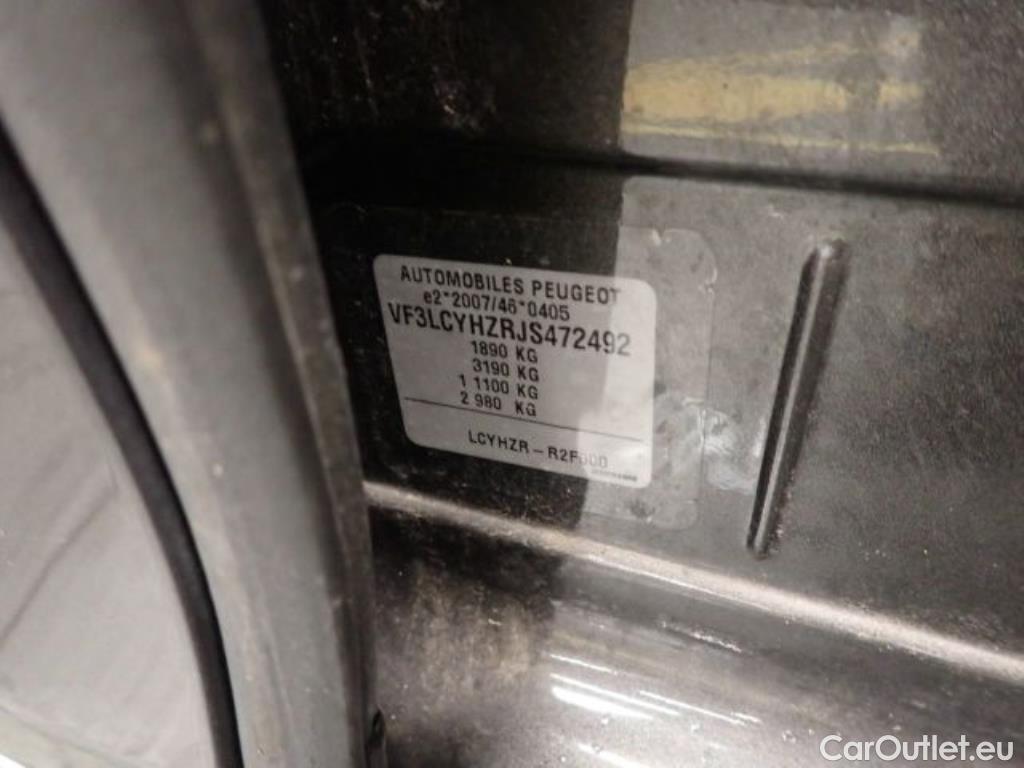 AUTOMOBILES PEUGEOT
e2*2007/46*0405
VF3LCYHZRJS472492
1890 KG
3190 KG
1 1100 KG
2 980 KG
LCYHZR – R2F000
CarOutlet.eu